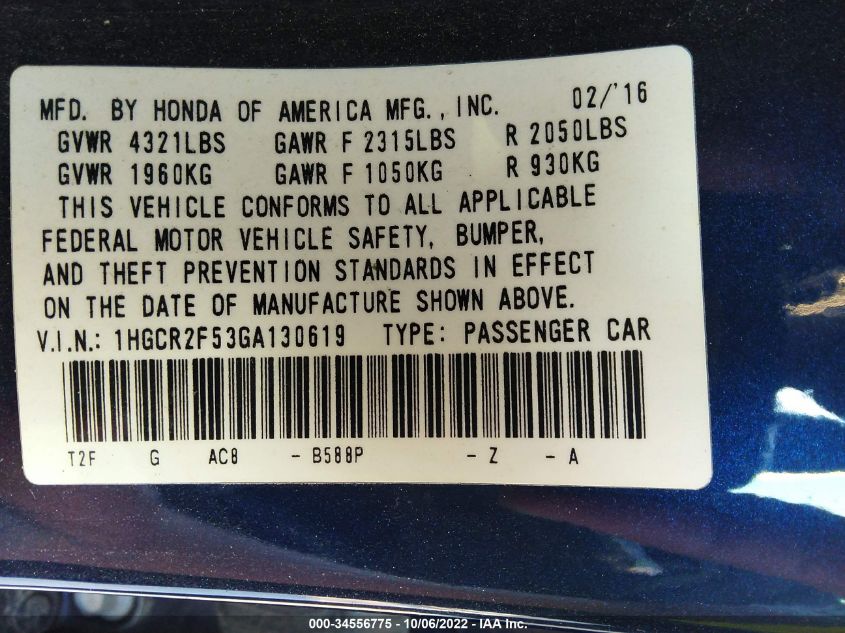 MFD. BY HONDA OF AMERICA MFG., INC. 02/'16
GVWR 4321LBS GAWR F 2315LBS R 2050LBS
GVWR 1960KG GAWR F 1050KG R 930KG
THIS VEHICLE CONFORMS TO ALL APPLICABLE
FEDERAL MOTOR VEHICLE SAFETY, BUMPER,
AND THEFT PREVENTION STANDARDS IN EFFECT
ON THE DATE OF MANUFACTURE SHOWN ABOVE.
V.I.N.: 1HGCR2F53GA130619 TYPE: PASSENGER CAR
T2F G AC8 - B588P - Z - A
000-34556775 - 10/06/2022 - IAA Inc.